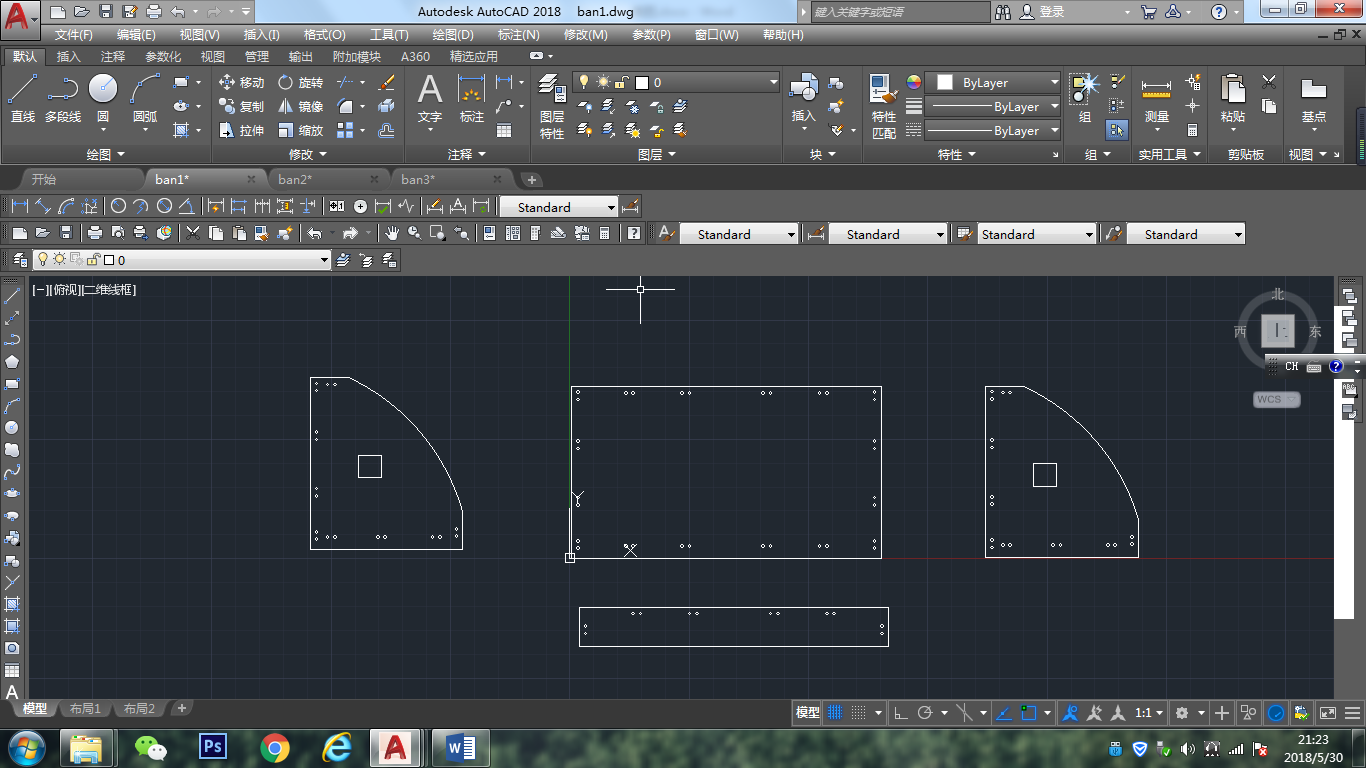 Autodesk AutoCAD 2018 ban1.dwg
键入关键字或短语
登录
文件(F) 编辑(E) 视图(V) 插入(I) 格式(O) 工具(T) 绘图(D) 标注(N) 修改(M) 参数(P) 窗口(W) 帮助(H)
默认 插入 注释 参数化 视图 管理 输出 附加模块 A360 精选应用
直线 多段线 圆 圆弧
移动 旋转
复制 镜像
拉伸 缩放
文字 标注
图层
特性
0
插入
特性
匹配
ByLayer
ByLayer
ByLayer
组
测量
粘贴
基点
绘图 修改 注释 图层 块 特性 组 实用工具 剪贴板 视图
开始 ban1* ban2* ban3*
Standard
Standard Standard Standard Standard
0
[−][俯视][二维线框]
北
西 东
上
CH
WCS
Y
X
A
模型 布局1 布局2
模型 1:1
Ps
W
21:23
2018/5/30